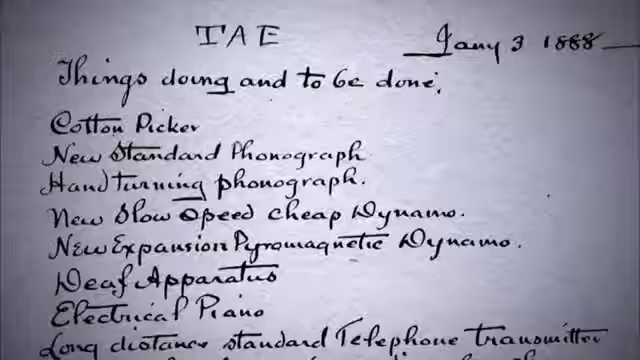 TAE
Jany 3 1888
Things doing and to be done.
Cotton Picker
New Standard Phonograph
Hand turning phonograph.
New Slow Speed cheap Dynamo.
New Expansion Pyromagnetic Dynamo.
Deaf Apparatus
Electrical Piano
Long distance standard Telephone transmitter